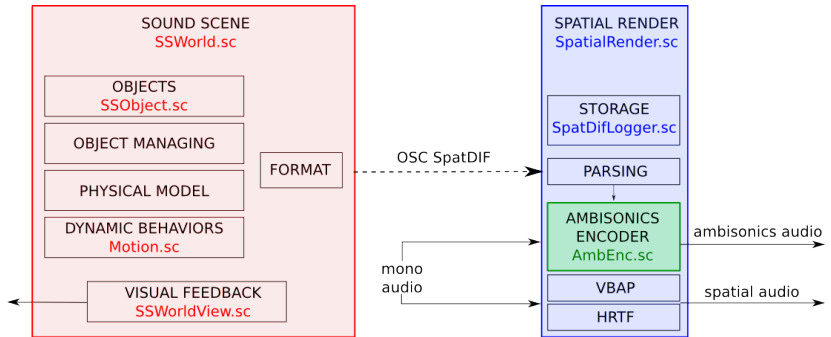 SOUND SCENE
SSWorld.sc
OBJECTS
SSObject.sc
OBJECT MANAGING
PHYSICAL MODEL
DYNAMIC BEHAVIORS
Motion.sc
FORMAT
VISUAL FEEDBACK
SSWorldView.sc
OSC SpatDIF
mono
audio
SPATIAL RENDER
SpatialRender.sc
STORAGE
SpatDifLogger.sc
PARSING
AMBISONICS
ENCODER
AmbEnc.sc
VBAP
HRTF
ambisonics audio
spatial audio